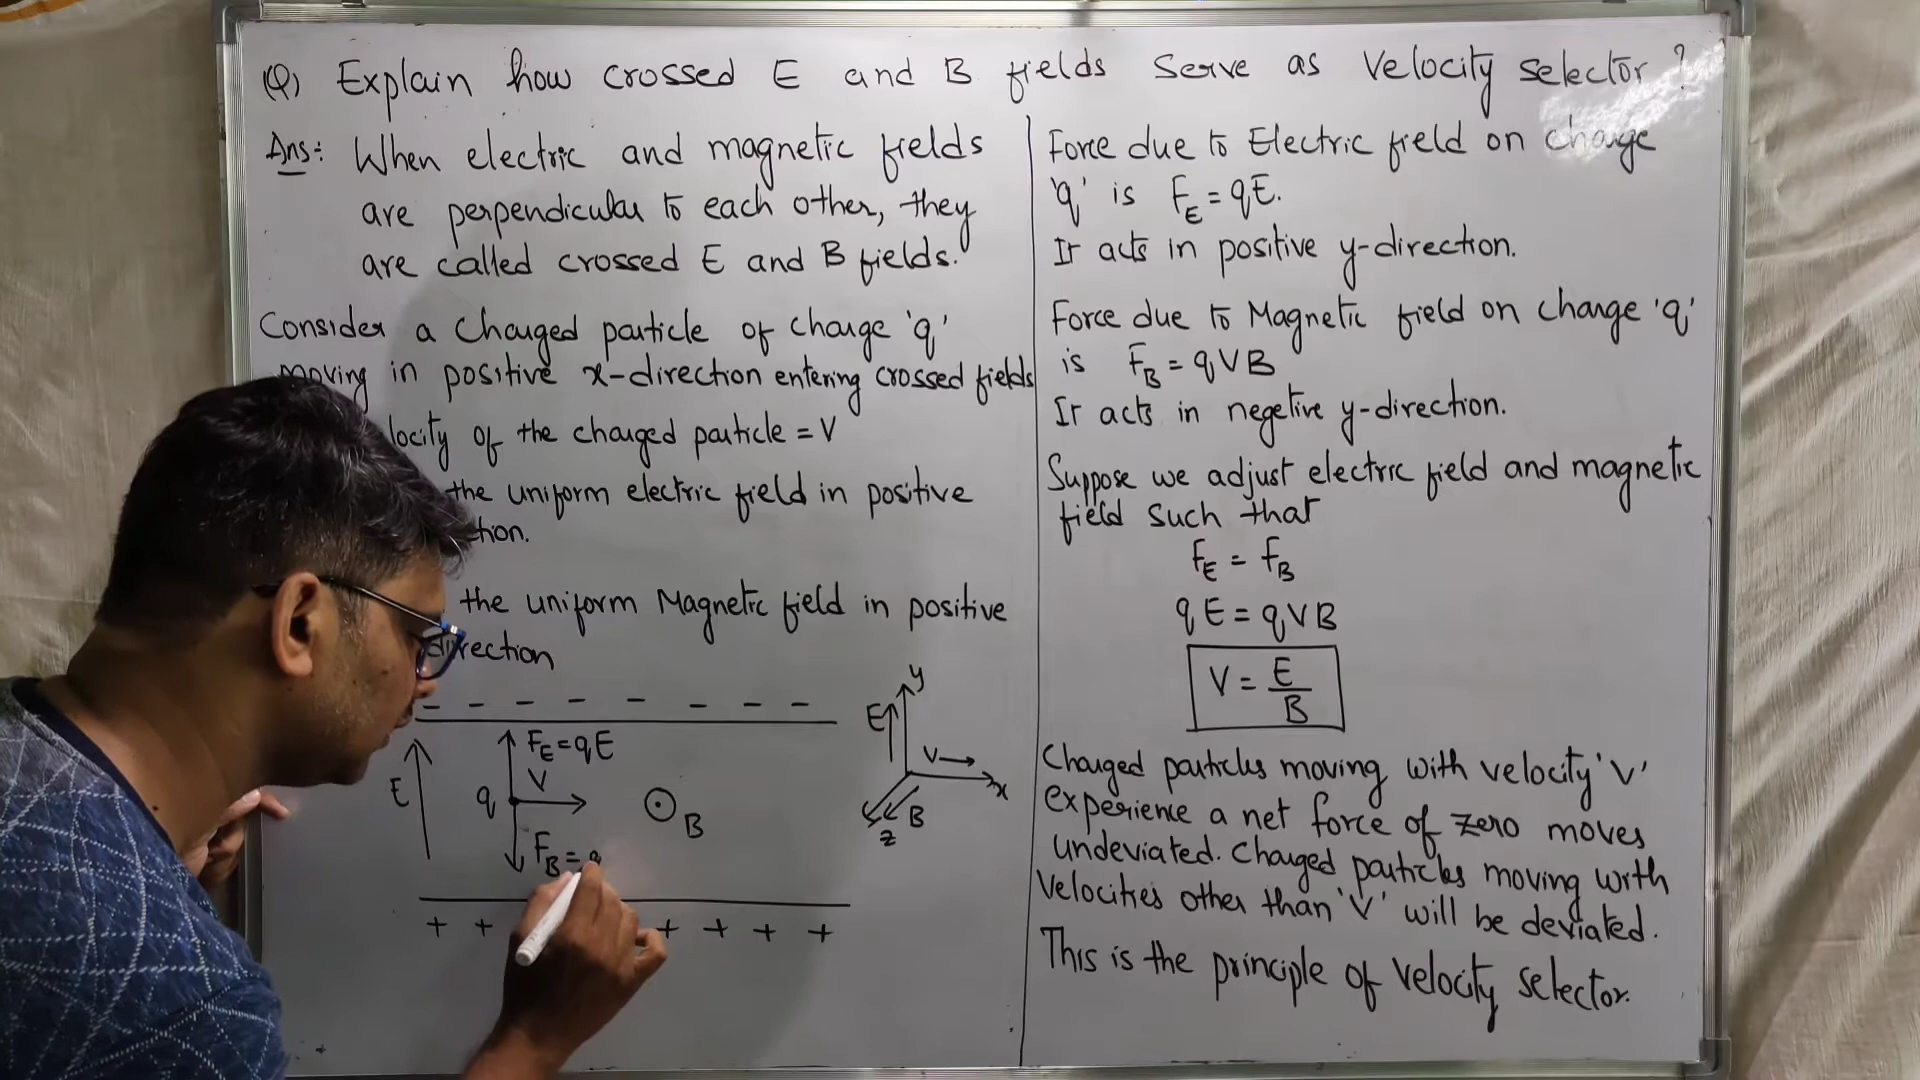 Q) Explain how crossed E and B fields serve as velocity selector?
Ans: When electric and magnetic fields
are perpendicular to each other, they
are called crossed E and B fields.
Consider a charged particle of charge 'q'
moving in positive x-direction entering crossed fields
locity of the charged particle = V
the uniform electric field in positive
tion.
the uniform Magnetic field in positive
direction
- - - - - - - -
E
F_E = qE
q
V
F_B = q
B
+ + + + + +
y
E
V
x
B
z
Force due to Electric field on charge
'q' is F_E = qE.
It acts in positive y-direction.
Force due to Magnetic field on charge 'q'
is F_B = qVB
It acts in negetive y-direction.
Suppose we adjust electric field and magnetic
field such that
F_E = F_B
qE = qVB
V = E/B
Charged particles moving with velocity 'V'
experience a net force of zero moves
undeviated. Charged particles moving with
velocities other than 'V' will be deviated.
This is the principle of velocity selector.